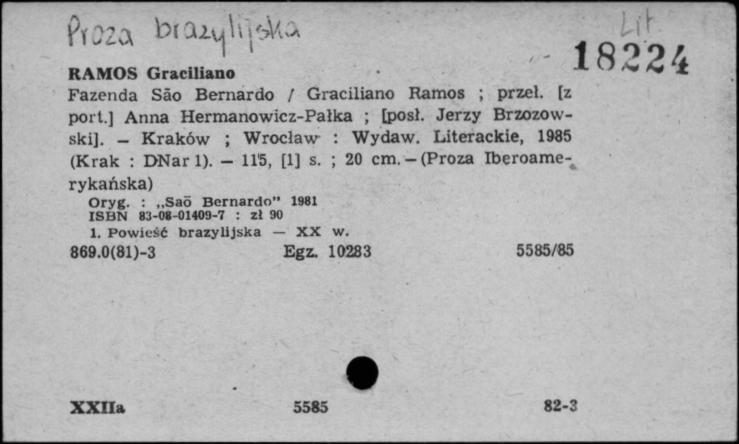 Proza brazylijska
Lit.
18224
RAMOS Graciliano
Fazenda São Bernardo / Graciliano Ramos ; przeł. [z
port.] Anna Hermanowicz-Pałka ; [posł. Jerzy Brzozow-
ski]. — Kraków ; Wrocław : Wydaw. Literackie, 1985
(Krak : DNar 1). — 115, [1] s. ; 20 cm. — (Proza Iberoame-
rykańska)
Oryg. : „Saō Bernardo" 1981
ISBN 83-08-01409-7 : zł 90
1. Powieść brazylijska — XX w.
869.0(81)-3 Egz. 10283 5585/85
XXIIa 5585 82-3